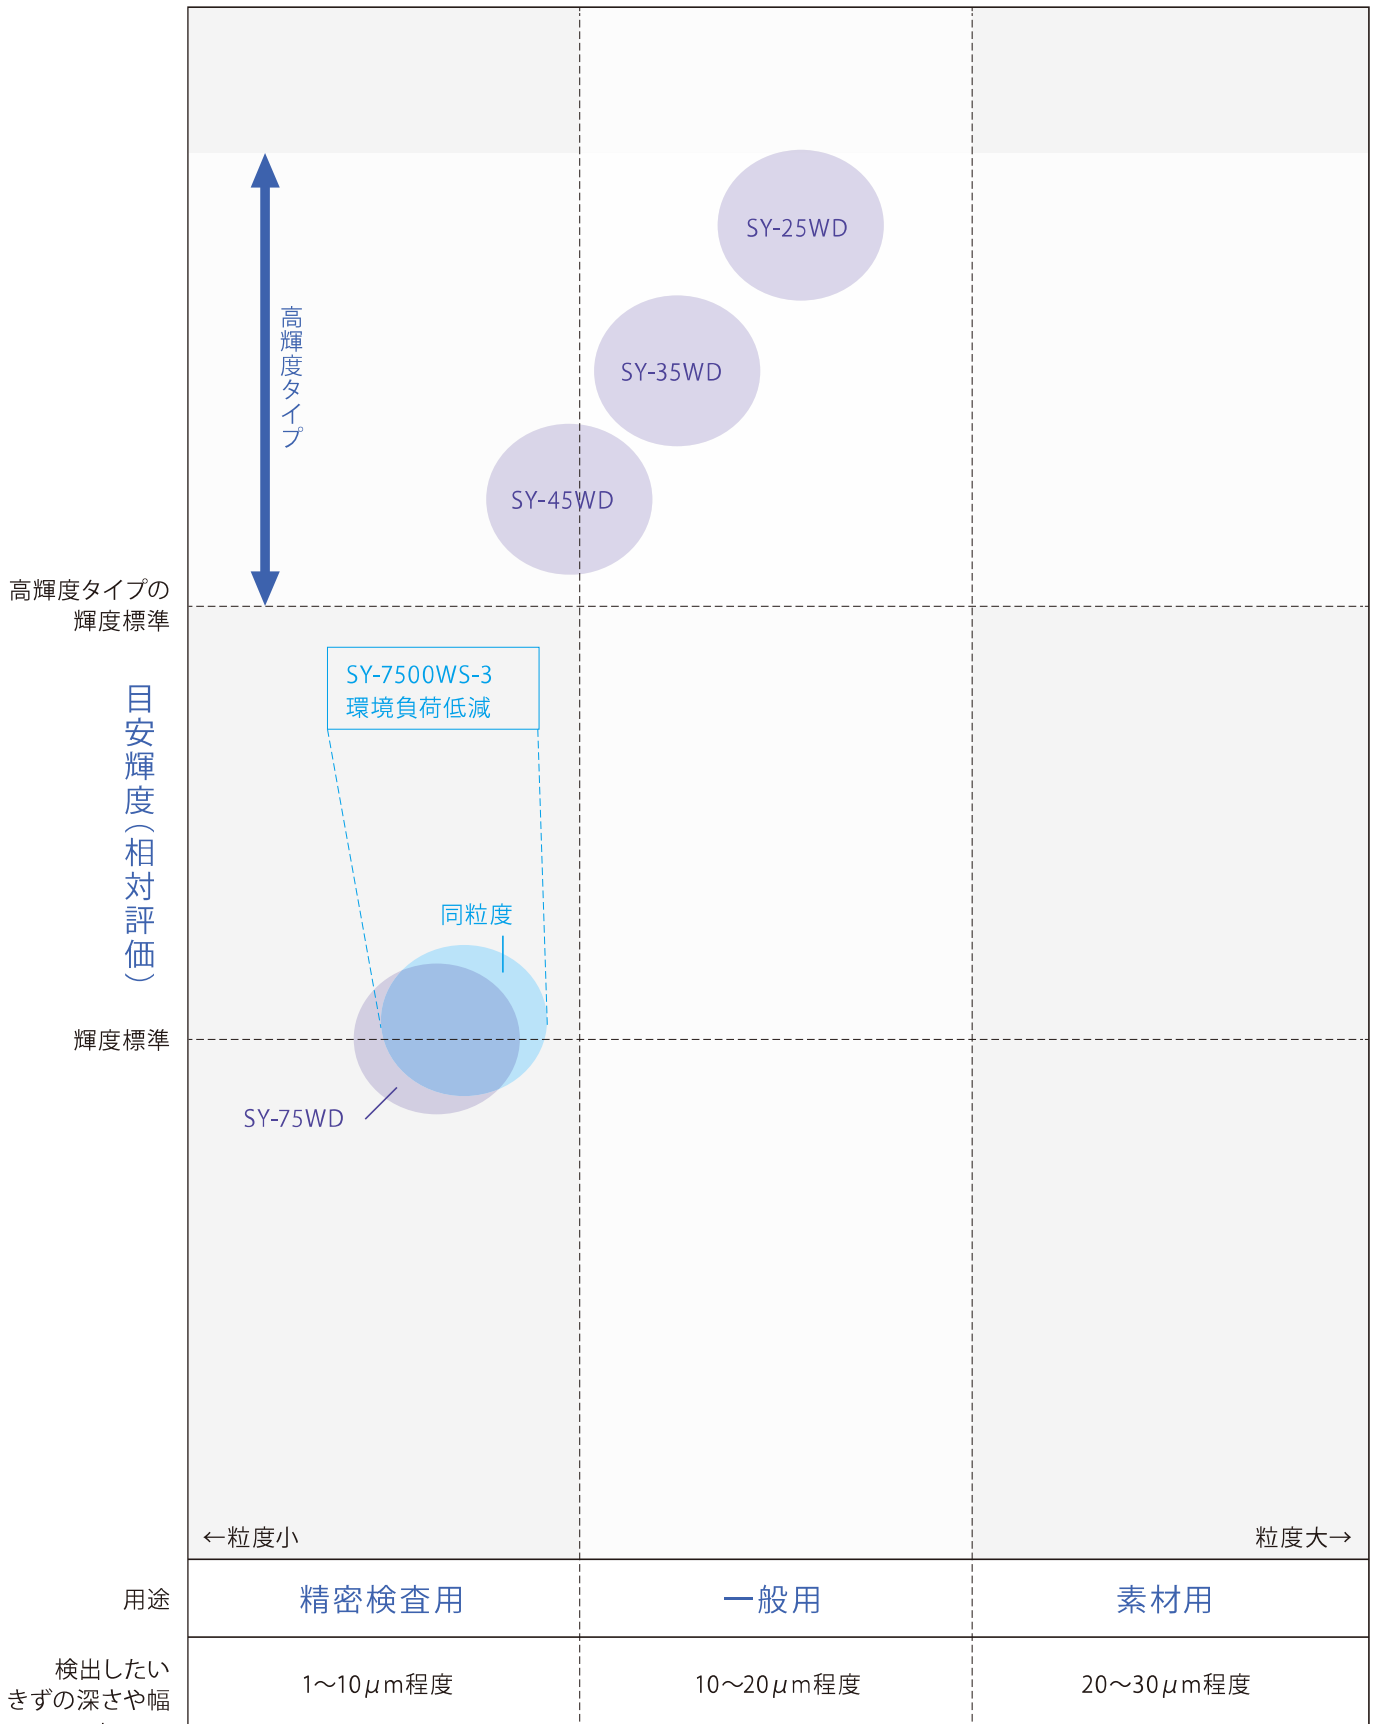 SY-25WD
SY-35WD
SY-45WD
高輝度タイプ
高輝度タイプの
輝度標準
SY-7500WS-3
環境負荷低減
目安輝度（相対評価）
同粒度
輝度標準
SY-75WD
←粒度小
粒度大→
用途
精密検査用
一般用
素材用
検出したい
きずの深さや幅
1～10μm程度
10～20μm程度
20～30μm程度